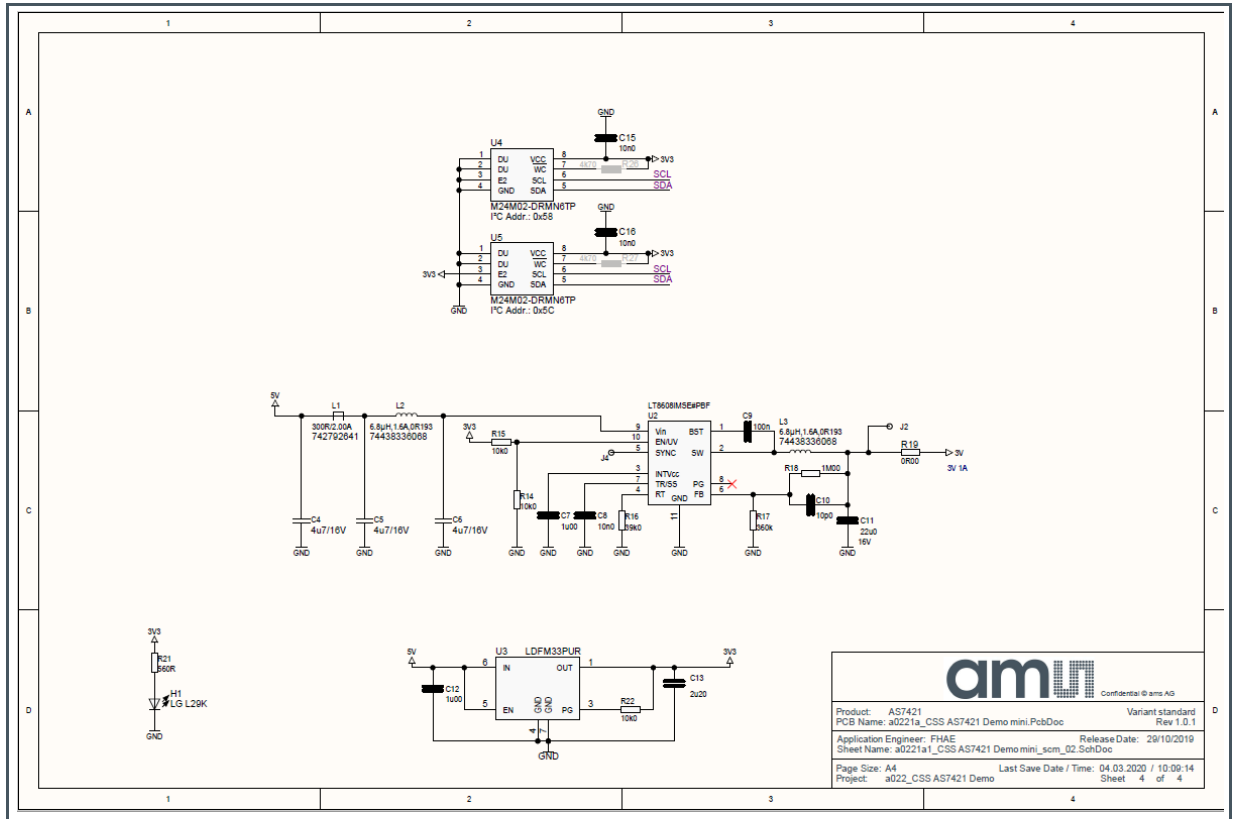 1 2 3 4
A A
GND
C15
10n0
U4
1 DU VCC 8 3V3
2 DU WC 7 4k70 R26
3 E2 SCL 6 SCL
4 GND SDA 5 SDA
M24M02-DRMN6TP
I²C Addr.: 0x58
GND
C16
10n0
U5
1 DU VCC 8 3V3
2 DU WC 7 4k70 R27
3V3 3 E2 SCL 6 SCL
4 GND SDA 5 SDA
M24M02-DRMN6TP
I²C Addr.: 0x5C
GND
B B
5V
L1
300R/2.00A
742792641
L2
6.8µH,1.6A,0R193
74438336068
3V3
R15
10k0
LT8608IMSE#PBF
U2
9 Vin BST 1
10 EN/UV
5 SYNC SW 2
3 INTVcc
7 TR/SS PG 8
4 RT FB 6
GND
11
J4
C9
100n
L3
6.8µH,1.6A,0R193
74438336068
J2
R19
0R00
3V
3V 1A
R18 1M00
C10
10p0
C C
C4
4u7/16V
C5
4u7/16V
C6
4u7/16V
R14
10k0
C7
1u00
C8
10n0
R16
39k0
R17
360k
C11
22u0
16V
GND GND GND GND GND GND GND GND GND GND
3V3
R21
560R
H1
LG L29K
GND
5V
U3 LDFM33PUR
6 IN OUT 1
5 EN PG 3
GND GND
4 7
C12
1u00
R22
10k0
C13
2u20
3V3
GND
D D
amu
Confidential © ams AG
Product: AS7421 Variant standard
PCB Name: a0221a_CSS AS7421 Demo mini.PcbDoc Rev 1.0.1
Application Engineer: FHAE Release Date: 29/10/2019
Sheet Name: a0221a1_CSS AS7421 Demo mini_scm_02.SchDoc
Page Size: A4 Last Save Date / Time: 04.03.2020 / 10:09:14
Project: a022_CSS AS7421 Demo Sheet 4 of 4
1 2 3 4